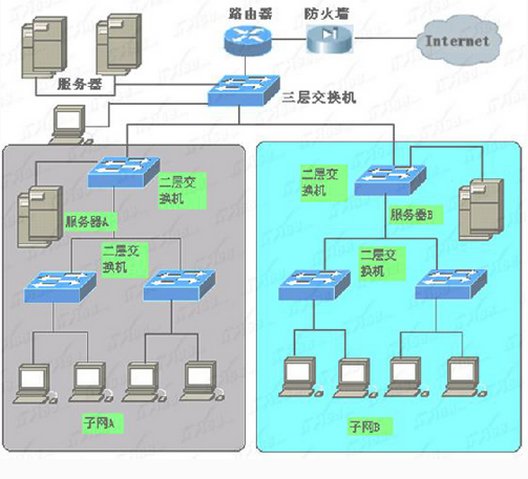 路由器
防火墙
Internet
服务器
三层交换机
二层交
换机
服务器A
二层交
换机
二层交
换机
服务器B
二层交
换机
子网A
子网B